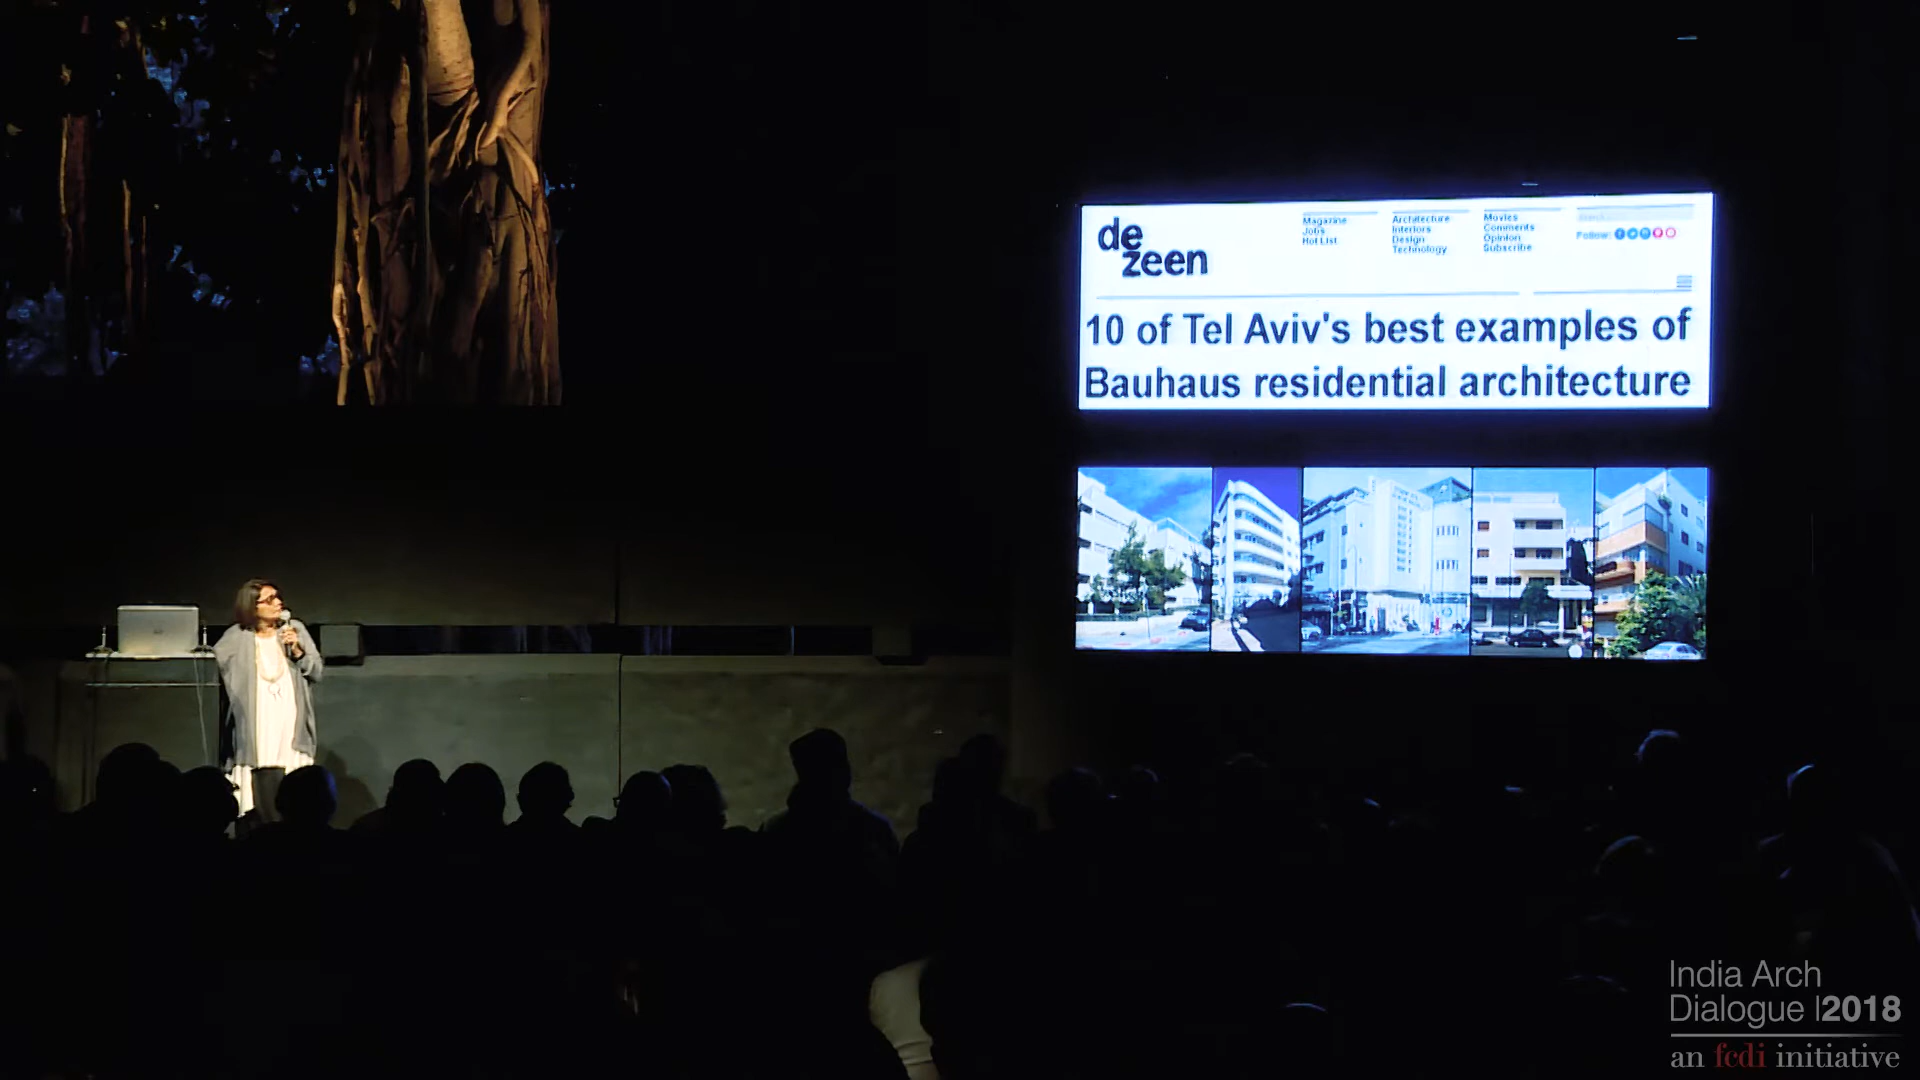 de
zeen
Magazine
Jobs
Hot List
Architecture
Interiors
Design
Technology
Movies
Comments
Opinion
Subscribe
Follow:
10 of Tel Aviv's best examples of
Bauhaus residential architecture
India Arch
Dialogue |2018
an fcdi initiative